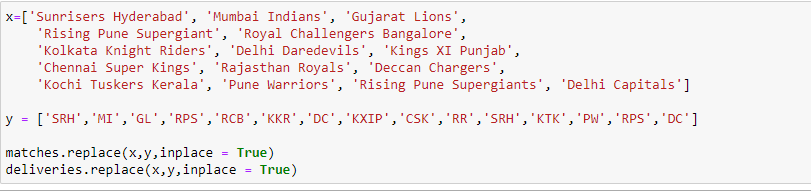 x=['Sunrisers Hyderabad', 'Mumbai Indians', 'Gujarat Lions',
'Rising Pune Supergiant', 'Royal Challengers Bangalore',
'Kolkata Knight Riders', 'Delhi Daredevils', 'Kings XI Punjab',
'Chennai Super Kings', 'Rajasthan Royals', 'Deccan Chargers',
'Kochi Tuskers Kerala', 'Pune Warriors', 'Rising Pune Supergiants', 'Delhi Capitals']
y = ['SRH','MI','GL','RPS','RCB','KKR','DC','KXIP','CSK','RR','SRH','KTK','PW','RPS','DC']
matches.replace(x,y,inplace = True)
deliveries.replace(x,y,inplace = True)